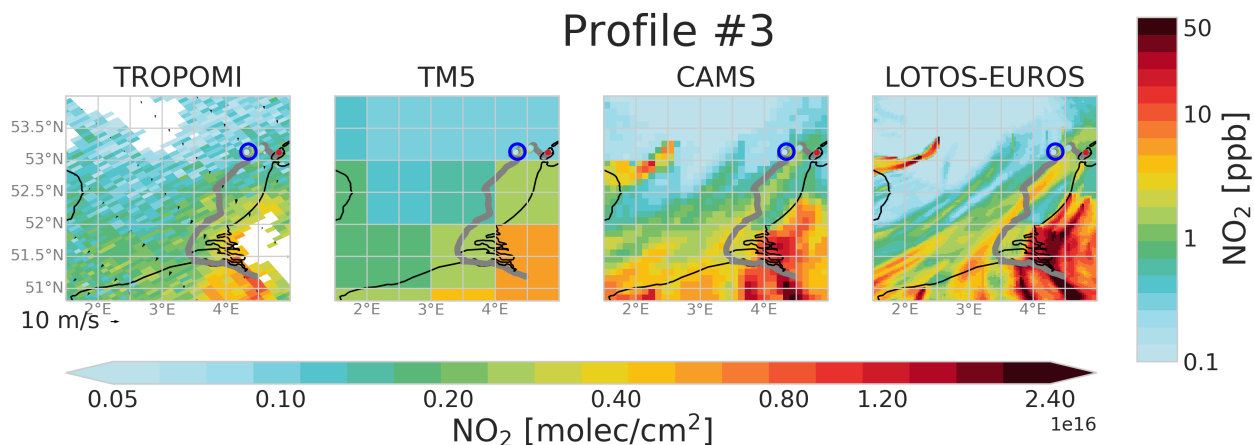 Profile #3
TROPOMI
TM5
CAMS
LOTOS-EUROS
53.5°N
53°N
52.5°N
52°N
51.5°N
51°N
2°E 3°E 4°E
2°E 3°E 4°E
2°E 3°E 4°E
2°E 3°E 4°E
10 m/s
50
10
1
0.1
NO₂ [ppb]
0.05 0.10 0.20 0.40 0.80 1.20 2.40
1e16
NO₂ [molec/cm²]